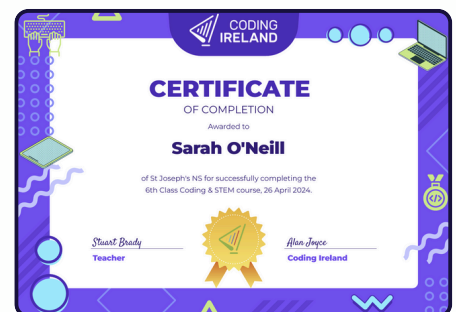 CODING
IRELAND
CERTIFICATE
OF COMPLETION
Awarded to
Sarah O'Neill
of St Joseph's NS for successfully completing the
6th Class Coding & STEM course, 26 April 2024.
Stuart Brady
Teacher
Alan Joyce
Coding Ireland